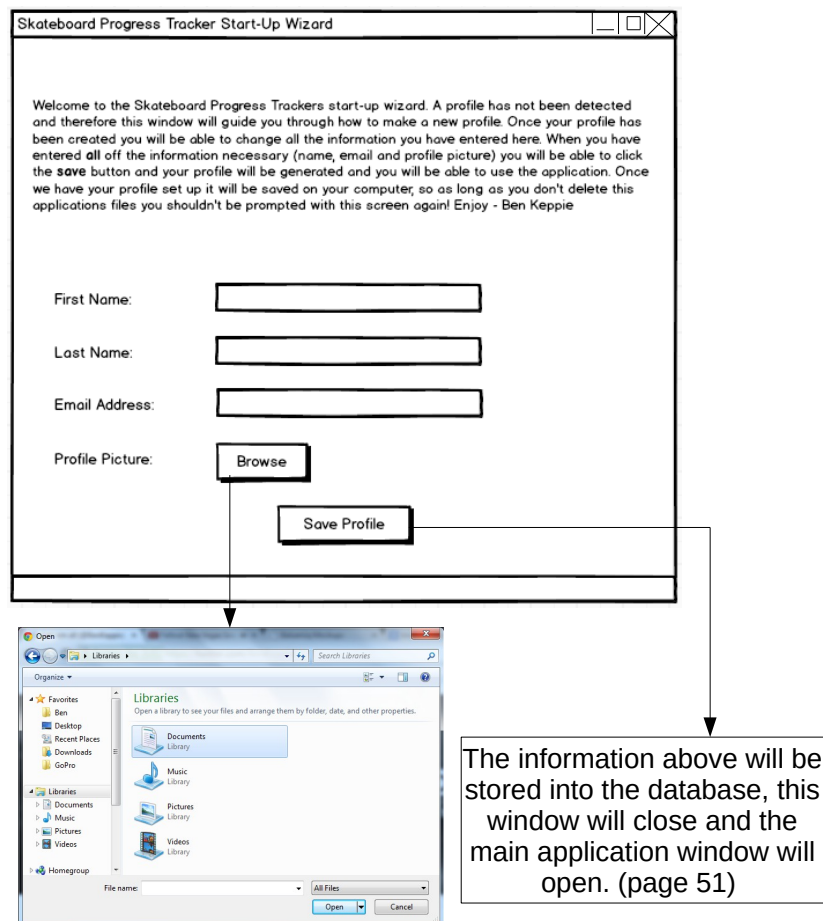 Skateboard Progress Tracker Start-Up Wizard
Welcome to the Skateboard Progress Trackers start-up wizard. A profile has not been detected
and therefore this window will guide you through how to make a new profile. Once your profile has
been created you will be able to change all the information you have entered here. When you have
entered all off the information necessary (name, email and profile picture) you will be able to click
the save button and your profile will be generated and you will be able to use the application. Once
we have your profile set up it will be saved on your computer, so as long as you don't delete this
applications files you shouldn't be prompted with this screen again! Enjoy - Ben Keppie
First Name:
Last Name:
Email Address:
Profile Picture:
Browse
Save Profile
Open
Libraries
Search Libraries
Organize
Favorites
Ben
Desktop
Recent Places
Downloads
GoPro
Libraries
Documents
Music
Pictures
Videos
Homegroup
Libraries
Open a library to see your files and arrange them by folder, date, and other properties.
Documents
Library
Music
Library
Pictures
Library
Videos
Library
File name:
All Files
Open
Cancel
The information above will be
stored into the database, this
window will close and the
main application window will
open. (page 51)